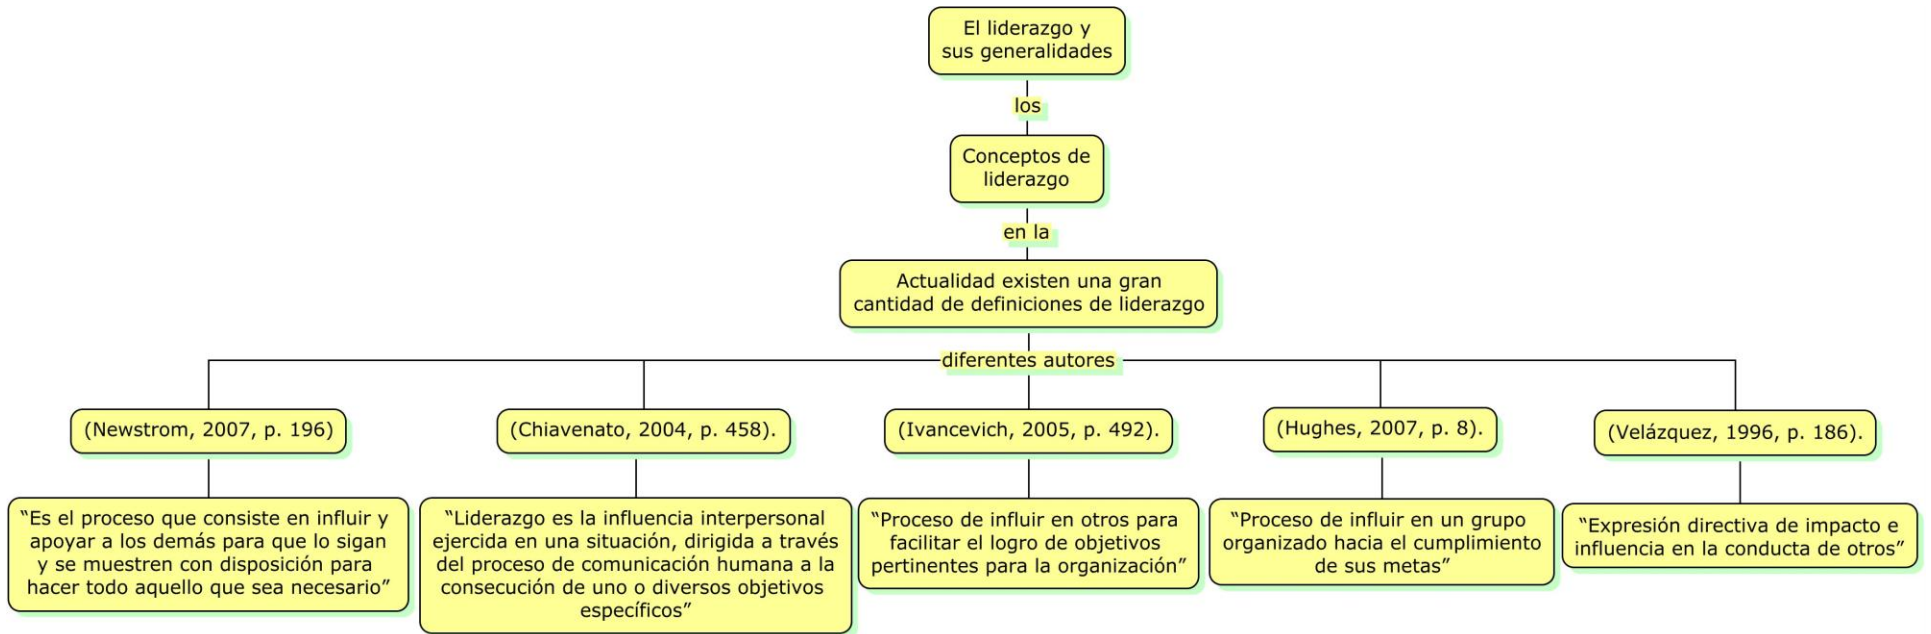 El liderazgo y
sus generalidades
los
Conceptos de
liderazgo
en la
Actualidad existen una gran
cantidad de definiciones de liderazgo
diferentes autores
(Newstrom, 2007, p. 196)
(Chiavenato, 2004, p. 458).
(Ivancevich, 2005, p. 492).
(Hughes, 2007, p. 8).
(Velázquez, 1996, p. 186).
“Es el proceso que consiste en influir y
apoyar a los demás para que lo sigan
y se muestren con disposición para
hacer todo aquello que sea necesario”
“Liderazgo es la influencia interpersonal
ejercida en una situación, dirigida a través
del proceso de comunicación humana a la
consecución de uno o diversos objetivos
específicos”
“Proceso de influir en otros para
facilitar el logro de objetivos
pertinentes para la organización”
“Proceso de influir en un grupo
organizado hacia el cumplimiento
de sus metas”
“Expresión directiva de impacto e
influencia en la conducta de otros”